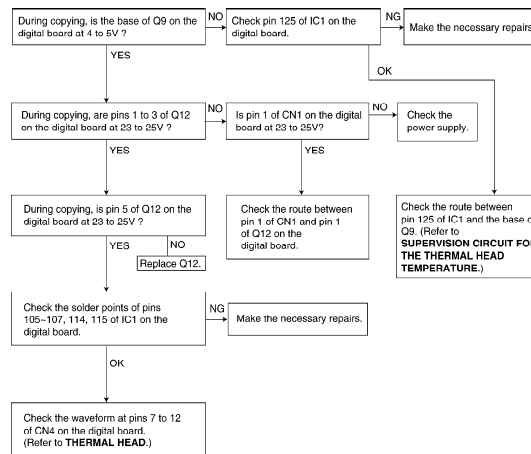 During copying, is the base of Q9 on the
digital board at 4 to 5V ?
NO
Check pin 125 of IC1 on the
digital board.
NG
Make the necessary repairs
YES
OK
During copying, are pins 1 to 3 of Q12
on the digital board at 23 to 25V ?
NO
Is pin 1 of CN1 on the digital
board at 23 to 25V?
NO
Check the
power supply.
YES
YES
During copying, is pin 5 of Q12 on the
digital board at 23 to 25V ?
Check the route between
pin 1 of CN1 and pin 1
of Q12 on the
digital board.
Check the route between
pin 125 of IC1 and the base o
Q9. (Refer to
SUPERVISION CIRCUIT FO
THE THERMAL HEAD
TEMPERATURE.)
YES
NO
Replace Q12.
Check the solder points of pins
105~107, 114, 115 of IC1 on the
digital board.
NG
Make the necessary repairs.
OK
Check the waveform at pins 7 to 12
of CN4 on the digital board.
(Refer to THERMAL HEAD.)